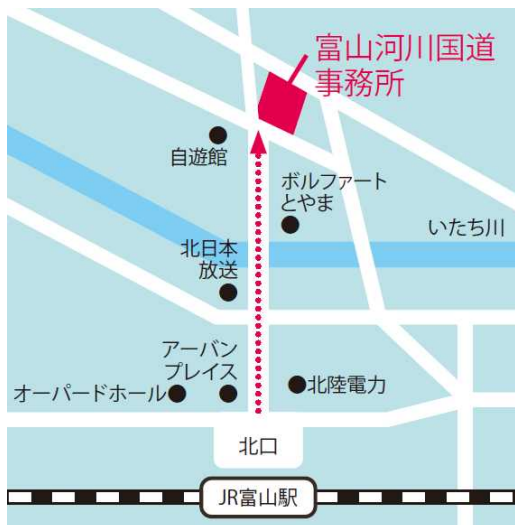 富山河川国道
事務所
自遊館
ボルファート
とやま
いたち川
北日本
放送
アーバン
プレイス
オーパードホール
北陸電力
北口
JR富山駅